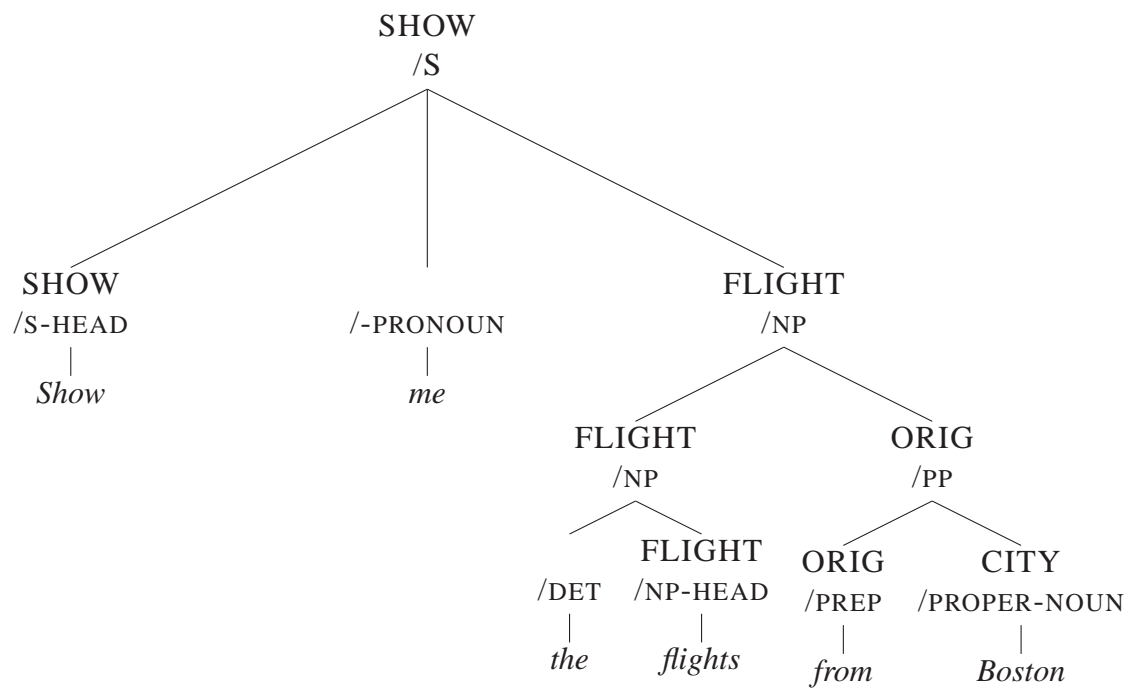 SHOW
/S
SHOW FLIGHT
/S-HEAD /-PRONOUN /NP
Show me
FLIGHT ORIG
/NP /PP
FLIGHT ORIG CITY
/DET /NP-HEAD /PREP /PROPER-NOUN
the flights from Boston